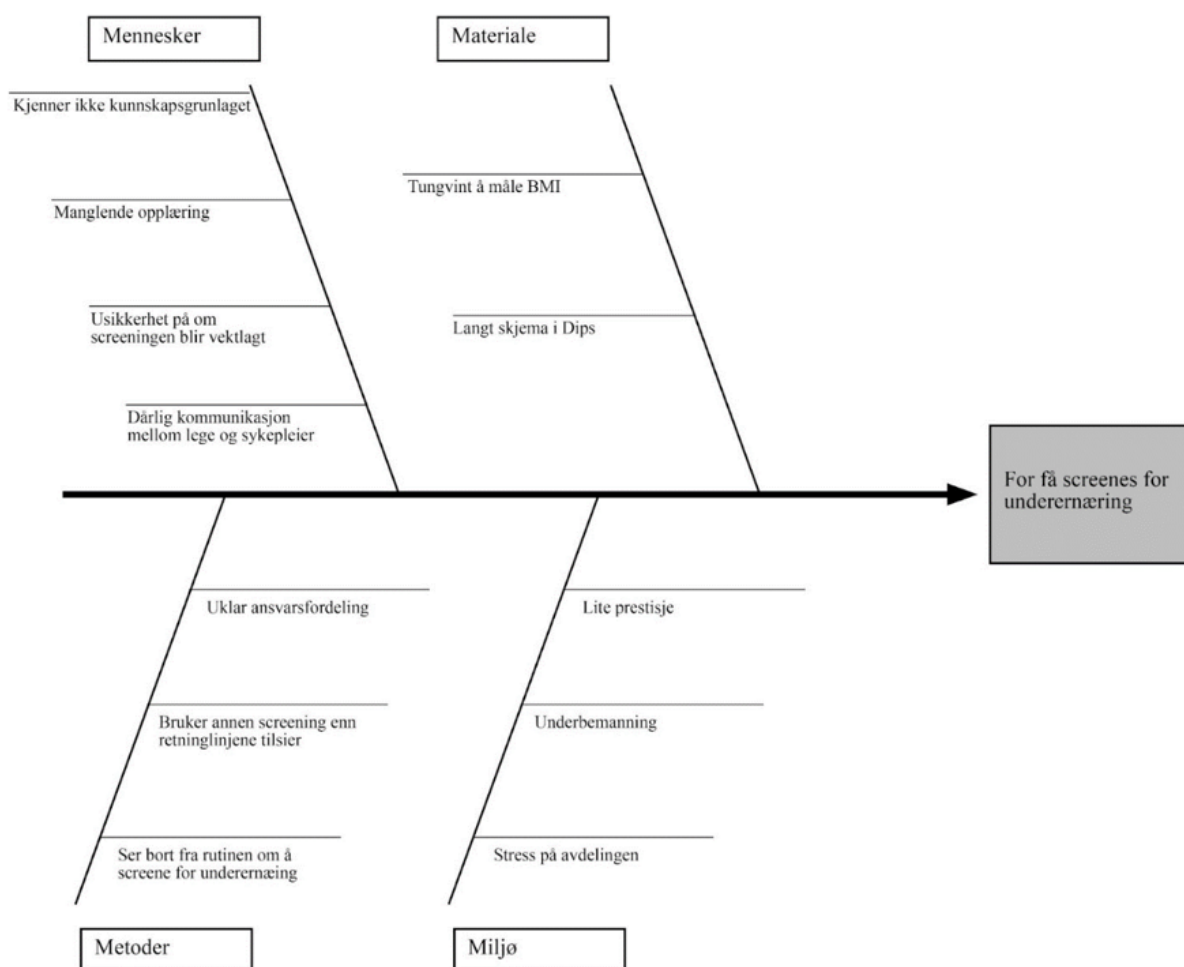 Mennesker
Materiale
Kjenner ikke kunnskapsgrunlaget
Tungvint å måle BMI
Manglende opplæring
Usikkerhet på om
screeningen blir vektlagt
Langt skjema i Dips
Dårlig kommunikasjon
mellom lege og sykepleier
For få screenes for
underernæring
Uklar ansvarsfordeling
Lite prestisje
Bruker annen screening enn
retninglinjene tilsier
Underbemanning
Ser bort fra rutinen om å
screene for underernæing
Stress på avdelingen
Metoder
Miljø